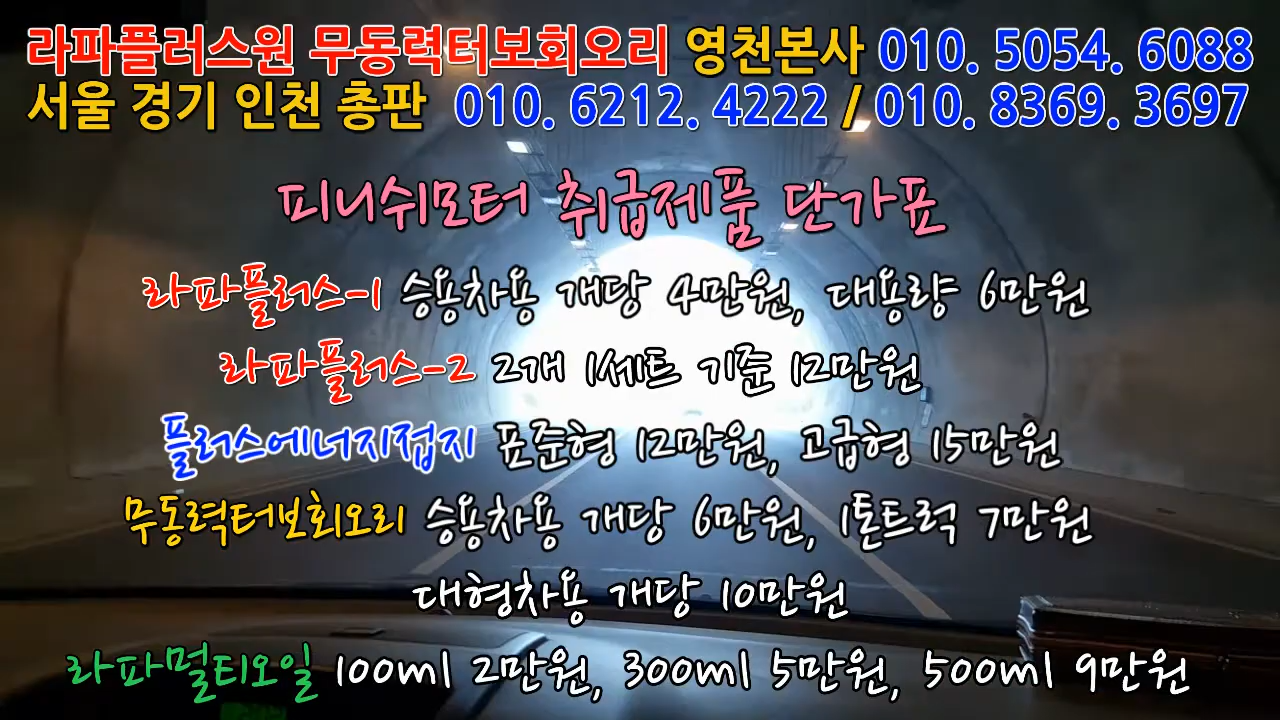 라파플러스원 무동력터보회오리 영천본사 010. 5054. 6088
서울 경기 인천 총판 010. 6212. 4222 / 010. 8369. 3697
피니쉬모터 취급제품 단가표
라파플러스-1 승용차용 개당 4만원, 대용량 6만원
라파플러스-2 2개 1세트 기준 12만원
플러스에너지접지 표준형 12만원, 고급형 15만원
무동력터보회오리 승용차용 개당 6만원, 1톤트럭 7만원
대형차용 개당 10만원
라파멀티오일 100ml 2만원, 300ml 5만원, 500ml 9만원